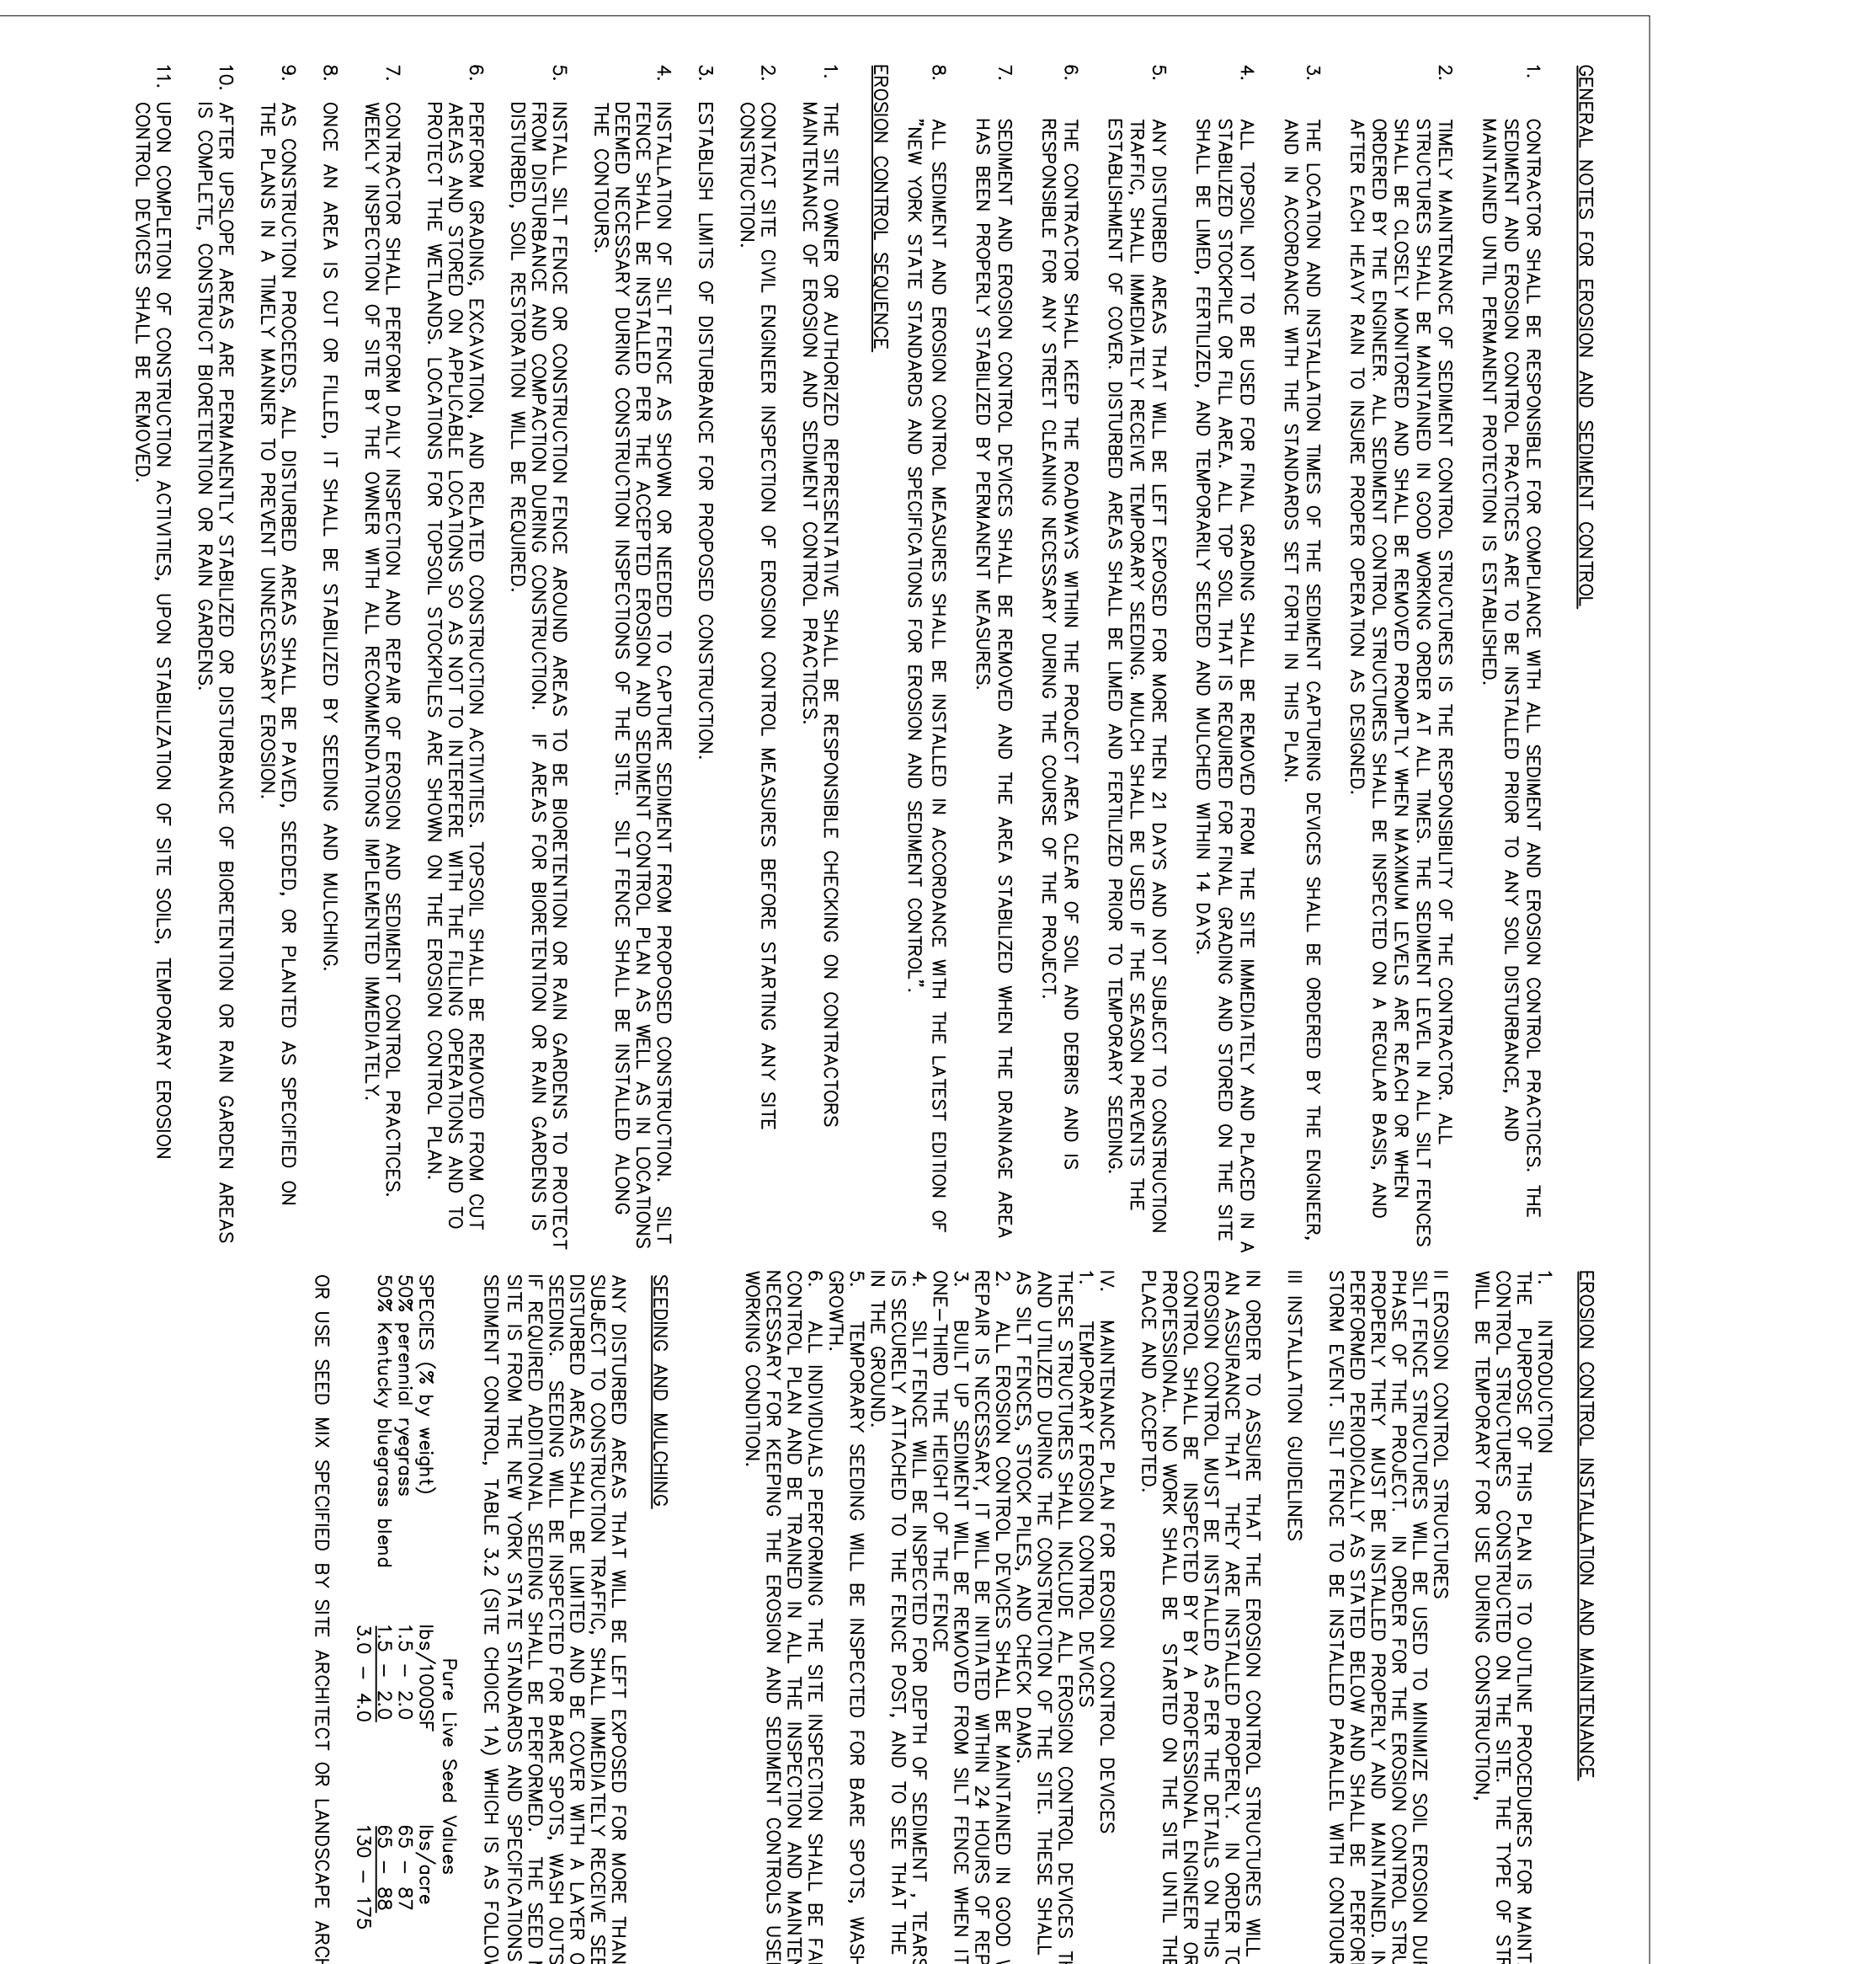 GENERAL NOTES FOR EROSION AND SEDIMENT CONTROL
1. CONTRACTOR SHALL BE RESPONSIBLE FOR COMPLIANCE WITH ALL SEDIMENT AND EROSION CONTROL PRACTICES. THE
SEDIMENT AND EROSION CONTROL PRACTICES ARE TO BE INSTALLED PRIOR TO ANY SOIL DISTURBANCE, AND
MAINTAINED UNTIL PERMANENT PROTECTION IS ESTABLISHED.
2. TIMELY MAINTENANCE OF SEDIMENT CONTROL STRUCTURES IS THE RESPONSIBILITY OF THE CONTRACTOR. ALL
STRUCTURES SHALL BE MAINTAINED IN GOOD WORKING ORDER AT ALL TIMES. THE SEDIMENT LEVEL IN ALL SILT FENCES
SHALL BE CLOSELY MONITORED AND SHALL BE REMOVED PROMPTLY WHEN MAXIMUM LEVELS ARE REACH OR WHEN
ORDERED BY THE ENGINEER. ALL SEDIMENT CONTROL STRUCTURES SHALL BE INSPECTED ON A REGULAR BASIS, AND
AFTER EACH HEAVY RAIN TO INSURE PROPER OPERATION AS DESIGNED.
3. THE LOCATION AND INSTALLATION TIMES OF THE SEDIMENT CAPTURING DEVICES SHALL BE ORDERED BY THE ENGINEER,
AND IN ACCORDANCE WITH THE STANDARDS SET FORTH IN THIS PLAN.
4. ALL TOPSOIL NOT TO BE USED FOR FINAL GRADING SHALL BE REMOVED FROM THE SITE IMMEDIATELY AND PLACED IN A
STABILIZED STOCKPILE OR FILL AREA. ALL TOP SOIL THAT IS REQUIRED FOR FINAL GRADING AND STORED ON THE SITE
SHALL BE LIMED, FERTILIZED, AND TEMPORARILY SEEDED AND MULCHED WITHIN 14 DAYS.
5. ANY DISTURBED AREAS THAT WILL BE LEFT EXPOSED FOR MORE THEN 21 DAYS AND NOT SUBJECT TO CONSTRUCTION
TRAFFIC, SHALL IMMEDIATELY RECEIVE TEMPORARY SEEDING. MULCH SHALL BE USED IF THE SEASON PREVENTS THE
ESTABLISHMENT OF COVER. DISTURBED AREAS SHALL BE LIMED AND FERTILIZED PRIOR TO TEMPORARY SEEDING.
6. THE CONTRACTOR SHALL KEEP THE ROADWAYS WITHIN THE PROJECT AREA CLEAR OF SOIL AND DEBRIS AND IS
RESPONSIBLE FOR ANY STREET CLEANING NECESSARY DURING THE COURSE OF THE PROJECT.
7. SEDIMENT AND EROSION CONTROL DEVICES SHALL BE REMOVED AND THE AREA STABILIZED WHEN THE DRAINAGE AREA
HAS BEEN PROPERLY STABILIZED BY PERMANENT MEASURES.
8. ALL SEDIMENT AND EROSION CONTROL MEASURES SHALL BE INSTALLED IN ACCORDANCE WITH THE LATEST EDITION OF
"NEW YORK STATE STANDARDS AND SPECIFICATIONS FOR EROSION AND SEDIMENT CONTROL".
EROSION CONTROL SEQUENCE
1. THE SITE OWNER OR AUTHORIZED REPRESENTATIVE SHALL BE RESPONSIBLE CHECKING ON CONTRACTORS
MAINTENANCE OF EROSION AND SEDIMENT CONTROL PRACTICES.
2. CONTACT SITE CIVIL ENGINEER INSPECTION OF EROSION CONTROL MEASURES BEFORE STARTING ANY SITE
CONSTRUCTION.
3. ESTABLISH LIMITS OF DISTURBANCE FOR PROPOSED CONSTRUCTION.
4. INSTALLATION OF SILT FENCE AS SHOWN OR NEEDED TO CAPTURE SEDIMENT FROM PROPOSED CONSTRUCTION. SILT
FENCE SHALL BE INSTALLED PER THE ACCEPTED EROSION AND SEDIMENT CONTROL PLAN AS WELL AS IN LOCATIONS
DEEMED NECESSARY DURING CONSTRUCTION INSPECTIONS OF THE SITE. SILT FENCE SHALL BE INSTALLED ALONG
THE CONTOURS.
5. INSTALL SILT FENCE OR CONSTRUCTION FENCE AROUND AREAS TO BE BIORETENTION OR RAIN GARDENS TO PROTECT
FROM DISTURBANCE AND COMPACTION DURING CONSTRUCTION. IF AREAS FOR BIORETENTION OR RAIN GARDENS IS
DISTURBED, SOIL RESTORATION WILL BE REQUIRED.
6. PERFORM GRADING, EXCAVATION, AND RELATED CONSTRUCTION ACTIVITIES. TOPSOIL SHALL BE REMOVED FROM CUT
AREAS AND STORED ON APPLICABLE LOCATIONS SO AS NOT TO INTERFERE WITH THE FILLING OPERATIONS AND TO
PROTECT THE WETLANDS. LOCATIONS FOR TOPSOIL STOCKPILES ARE SHOWN ON THE EROSION CONTROL PLAN.
7. CONTRACTOR SHALL PERFORM DAILY INSPECTION AND REPAIR OF EROSION AND SEDIMENT CONTROL PRACTICES.
WEEKLY INSPECTION OF SITE BY THE OWNER WITH ALL RECOMMENDATIONS IMPLEMENTED IMMEDIATELY.
8. ONCE AN AREA IS CUT OR FILLED, IT SHALL BE STABILIZED BY SEEDING AND MULCHING.
9. AS CONSTRUCTION PROCEEDS, ALL DISTURBED AREAS SHALL BE PAVED, SEEDED, OR PLANTED AS SPECIFIED ON
THE PLANS IN A TIMELY MANNER TO PREVENT UNNECESSARY EROSION.
10. AFTER UPSLOPE AREAS ARE PERMANENTLY STABILIZED OR DISTURBANCE OF BIORETENTION OR RAIN GARDEN AREAS
IS COMPLETE, CONSTRUCT BIORETENTION OR RAIN GARDENS.
11. UPON COMPLETION OF CONSTRUCTION ACTIVITIES, UPON STABILIZATION OF SITE SOILS, TEMPORARY EROSION
CONTROL DEVICES SHALL BE REMOVED.
EROSION CONTROL INSTALLATION AND MAINTENANCE
1. INTRODUCTION
THE PURPOSE OF THIS PLAN IS TO OUTLINE PROCEDURES FOR
CONTROL STRUCTURES CONSTRUCTED ON THE SITE. THE TYPE OF
WILL BE TEMPORARY FOR USE DURING CONSTRUCTION,
II EROSION CONTROL STRUCTURES
SILT FENCE STRUCTURES WILL BE USED TO MINIMIZE SOIL EROSION
PHASE OF THE PROJECT. IN ORDER FOR THE EROSION CONTROL
PROPERLY THEY MUST BE INSTALLED PROPERLY AND MAINTAINED.
PERFORMED PERIODICALLY AS STATED BELOW AND SHALL BE
STORM EVENT. SILT FENCE TO BE INSTALLED PARALLEL WITH CONTOUR
III INSTALLATION GUIDELINES
IN ORDER TO ASSURE THAT THE EROSION CONTROL STRUCTURES WILL
AN ASSURANCE THAT THEY ARE INSTALLED PROPERLY. IN ORDER TO
EROSION CONTROL MUST BE INSTALLED AS PER THE DETAILS ON THIS
CONTROL SHALL BE INSPECTED BY BY A PROFESSIONAL ENGINEER OR
PROFESSIONAL. NO WORK SHALL BE STARTED ON THE SITE UNTIL THE
PLACE AND ACCEPTED.
IV. MAINTENANCE PLAN FOR EROSION CONTROL DEVICES
1. TEMPORARY EROSION CONTROL DEVICES
THESE STRUCTURES SHALL INCLUDE ALL EROSION CONTROL DEVICES
AND UTILIZED DURING THE CONSTRUCTION OF THE SITE. THESE SHALL
AS SILT FENCES, STOCK PILES, AND CHECK DAMS.
2. ALL EROSION CONTROL DEVICES SHALL BE MAINTAINED IN GOOD
REPAIR IS NECESSARY, IT WILL BE INITIATED WITHIN 24 HOURS OF
3. BUILT UP SEDIMENT WILL BE REMOVED FROM SILT FENCE WHEN IT
ONE-THIRD THE HEIGHT OF THE FENCE
4. SILT FENCE WILL BE INSPECTED FOR DEPTH OF SEDIMENT , TEARS
IS SECURELY ATTACHED TO THE FENCE POST, AND TO SEE THAT THE
IN THE GROUND.
5. TEMPORARY SEEDING WILL BE INSPECTED FOR BARE SPOTS, WASH
GROWTH.
6. ALL INDIVIDUALS PERFORMING THE SITE INSPECTION SHALL BE
CONTROL PLAN AND BE TRAINED IN ALL THE INSPECTION AND
NECESSARY FOR KEEPING THE EROSION AND SEDIMENT CONTROLS
WORKING CONDITION.
SEEDING AND MULCHING
ANY DISTURBED AREAS THAT WILL BE LEFT EXPOSED FOR MORE THAN
SUBJECT TO CONSTRUCTION TRAFFIC, SHALL IMMEDIATELY RECEIVE
DISTURBED AREAS SHALL BE LIMITED AND BE COVER WITH A LAYER
SEEDING. SEEDING WILL BE INSPECTED FOR BARE SPOTS, WASH
IF REQUIRED ADDITIONAL SEEDING SHALL BE PERFORMED. THE SEED
SITE IS FROM THE NEW YORK STATE STANDARDS AND SPECIFICATIONS
SEDIMENT CONTROL, TABLE 3.2 (SITE CHOICE 1A) WHICH IS AS
Pure Live Seed Values
SPECIES (% by weight) lbs/1000SF lbs/acre
50% perennial ryegrass 1.5 - 2.0 65 - 87
50% Kentucky bluegrass blend 1.5 - 2.0 65 - 88
3.0 - 4.0 130 - 175
OR USE SEED MIX SPECIFIED BY SITE ARCHITECT OR LANDSCAPE